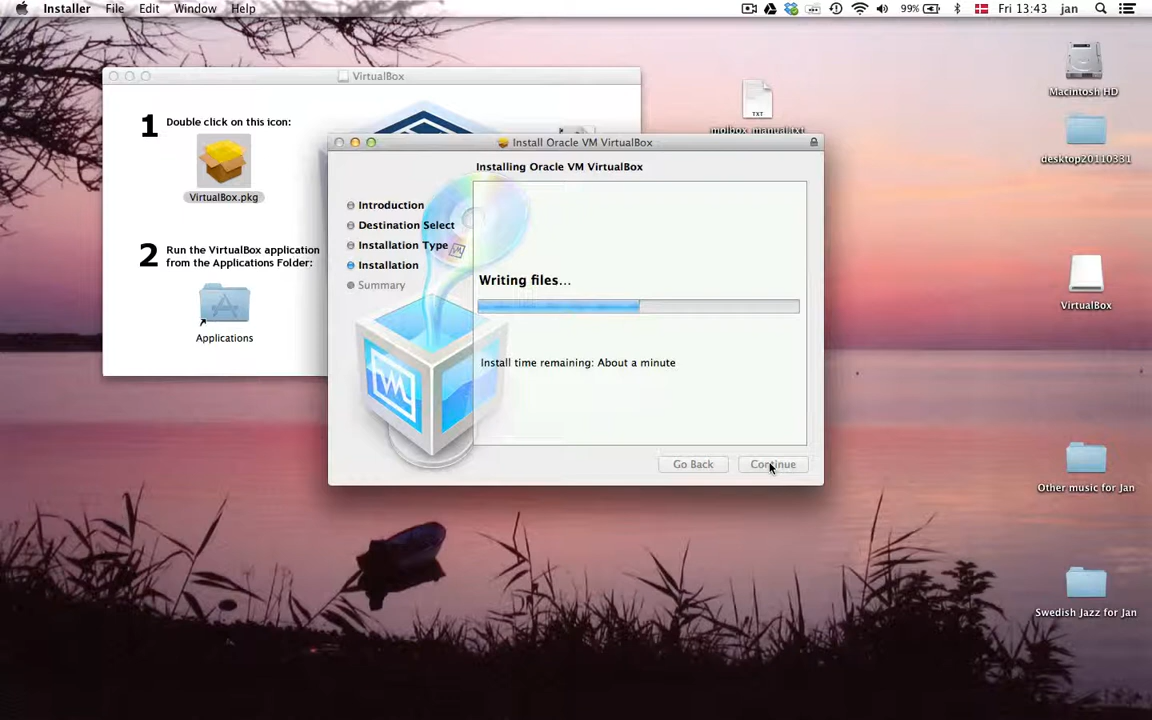 Installer File Edit Window Help 99% Fri 13:43 jan
VirtualBox
1 Double click on this icon:
VirtualBox.pkg
2 Run the VirtualBox application
from the Applications Folder:
Applications
Install Oracle VM VirtualBox
Installing Oracle VM VirtualBox
Introduction
Destination Select
Installation Type
Installation
Summary
Writing files...
Install time remaining: About a minute
Go Back Continue
TXT
molbox_manual.txt
Macintosh HD
desktop20110331
VirtualBox
Other music for Jan
Swedish Jazz for Jan